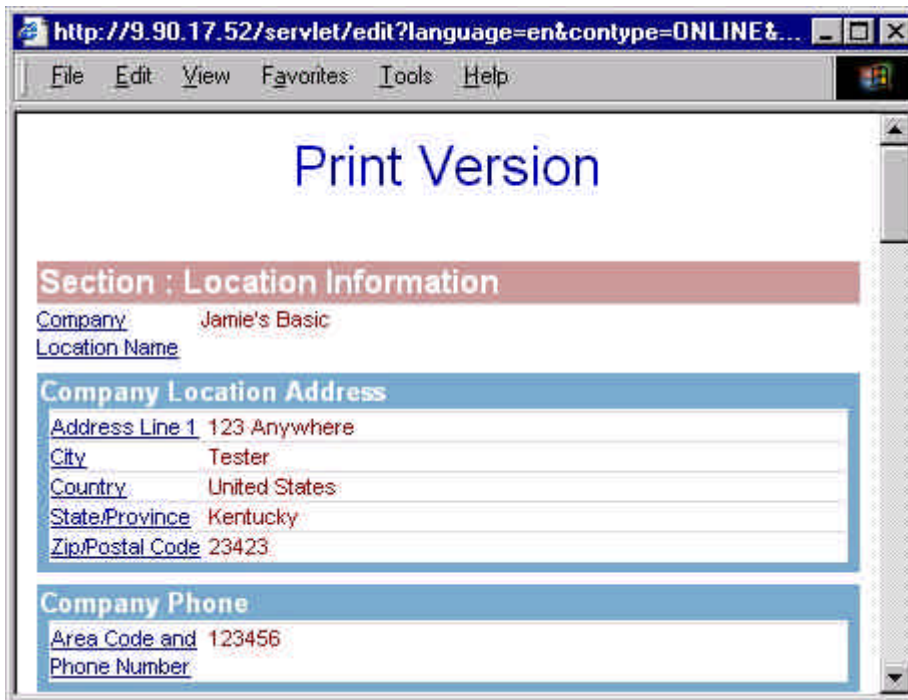 http://9.90.17.52/servlet/edit?language=en&contype=ONLINE&...
File Edit View Favorites Tools Help
Print Version
Section : Location Information
Company Location Name Jamie's Basic
Company Location Address
Address Line 1 123 Anywhere
City Tester
Country United States
State/Province Kentucky
Zip/Postal Code 23423
Company Phone
Area Code and Phone Number 123456